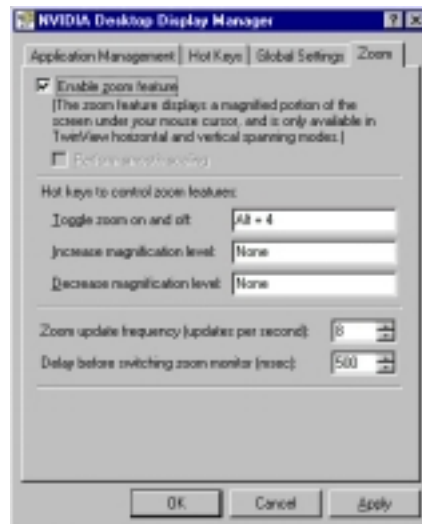 NVIDIA Desktop Display Manager
Application Management Hot Keys Global Settings Zoom
Enable zoom feature
(The zoom feature displays a magnified portion of the
screen under your mouse cursor, and is only available in
TwinView horizontal and vertical spanning modes.)
Hot keys to control zoom features:
Toggle zoom on and off: Alt + 4
Increase magnification level: None
Decrease magnification level: None
Zoom update frequency (updates per second): 8
Delay before switching zoom monitor (msec): 500
OK Cancel Apply